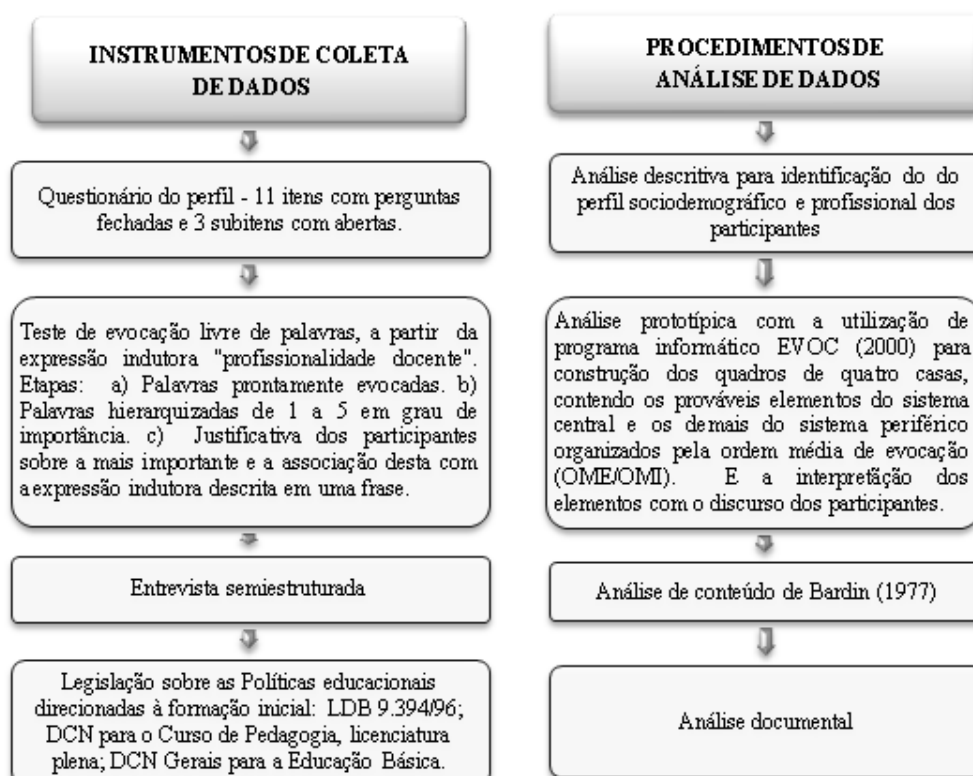 INSTRUMENTOS DE COLETA
DE DADOS
Questionário do perfil - 11 itens com perguntas
fechadas e 3 subitens com abertas.
Teste de evocação livre de palavras, a partir da
expressão indutora "profissionalidade docente".
Etapas: a) Palavras prontamente evocadas. b)
Palavras hierarquizadas de 1 a 5 em grau de
importância. c) Justificativa dos participantes
sobre a mais importante e a associação desta com
a expressão indutora descrita em uma frase.
Entrevista semiestruturada
Legislação sobre as Políticas educacionais
direcionadas à formação inicial: LDB 9.394/96;
DCN para o Curso de Pedagogia, licenciatura
plena; DCN Gerais para a Educação Básica.
PROCEDIMENTOS DE
ANÁLISE DE DADOS
Análise descritiva para identificação do do
perfil sociodemográfico e profissional dos
participantes
Análise prototípica com a utilização de
programa informático EVOC (2000) para
construção dos quadros de quatro casas,
contendo os prováveis elementos do sistema
central e os demais do sistema periférico
organizados pela ordem média de evocação
(OME/OMI). E a interpretãção dos
elementos com o discurso dos participantes.
Análise de conteúdo de Bardin (1977)
Análise documental